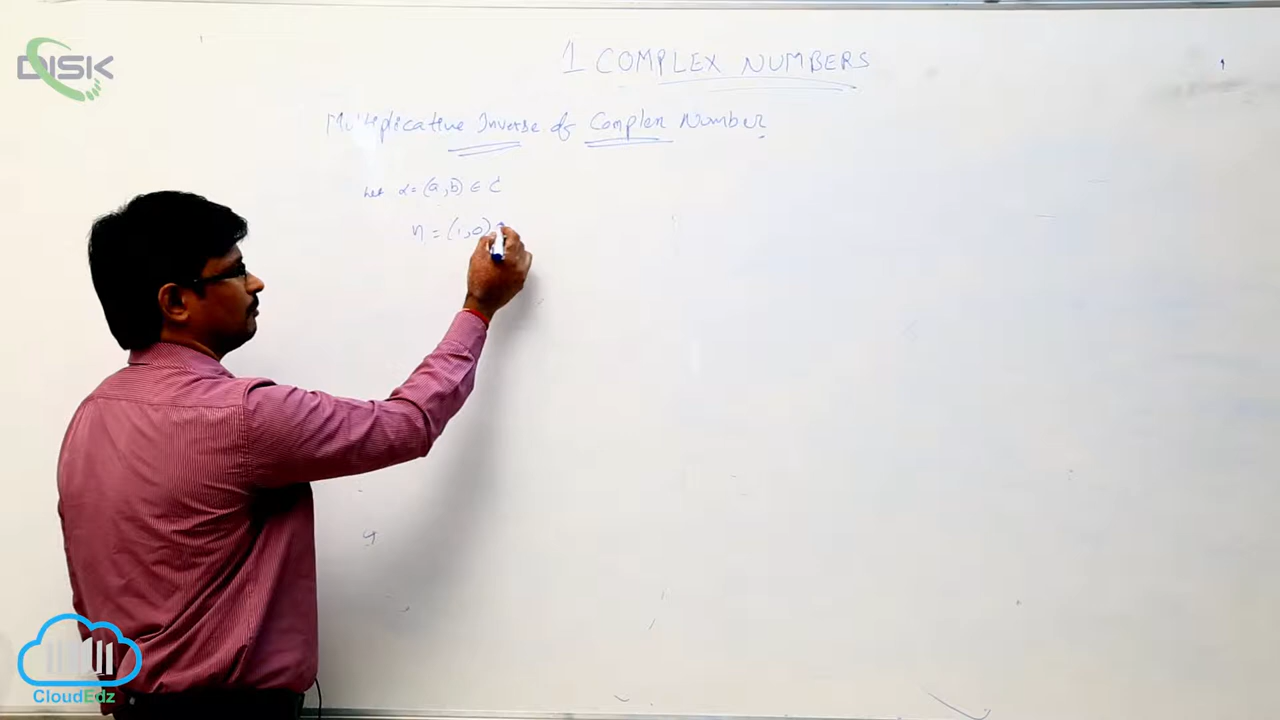 DISK
1 COMPLEX NUMBERS
Multiplicative Inverse of Complex Number
Let α = (a, b) ∈ C
η = (1, 0)
CloudEdz